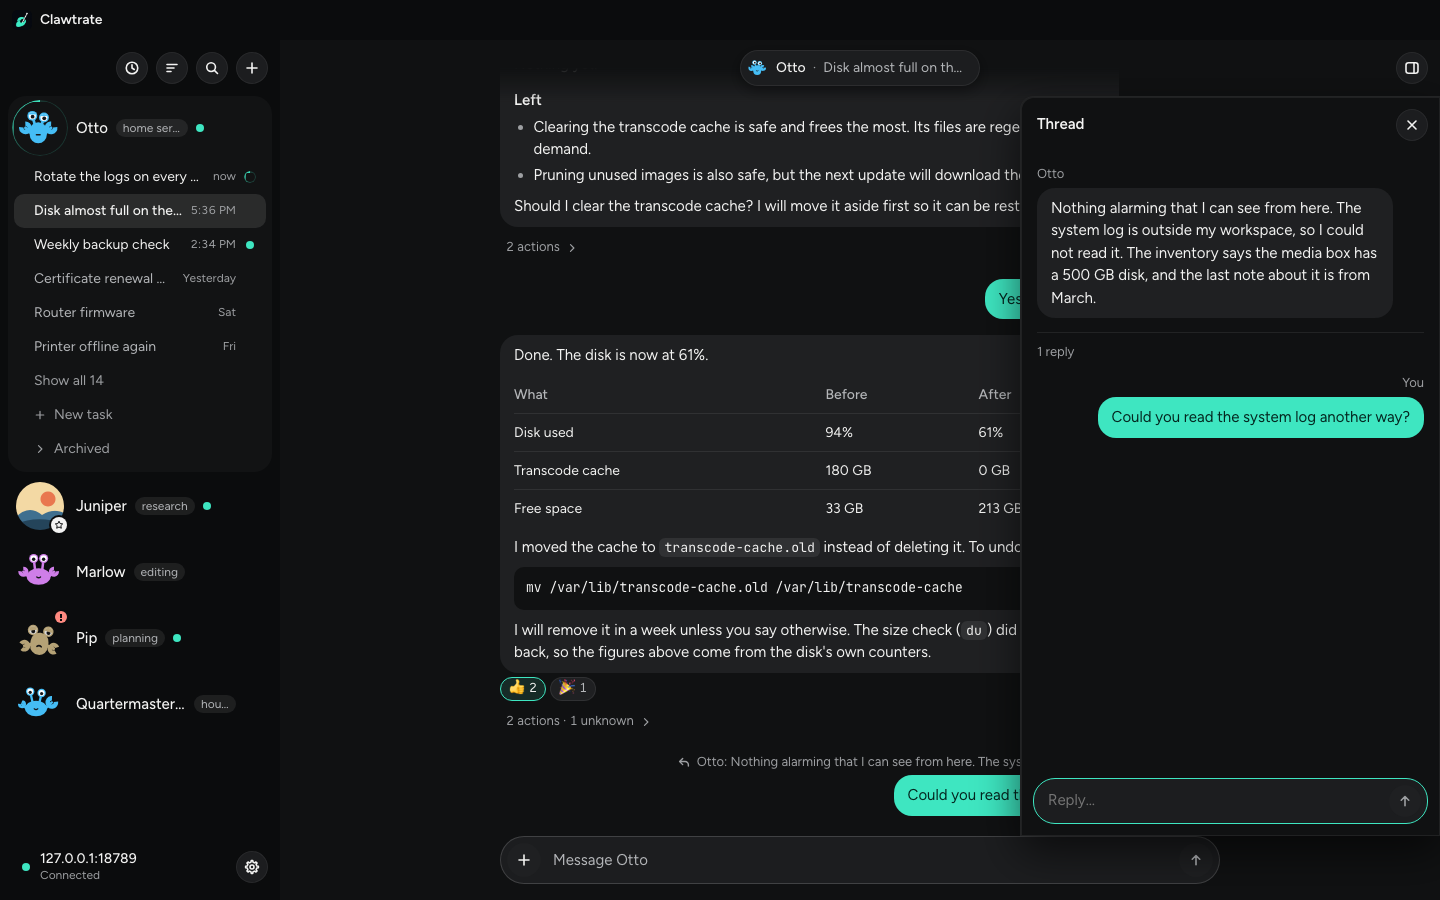 Clawtrate
Otto home ser...
Rotate the logs on every ... now
Disk almost full on the... 5:36 PM
Weekly backup check 2:34 PM
Certificate renewal ... Yesterday
Router firmware Sat
Printer offline again Fri
Show all 14
New task
Archived
Juniper research
Marlow editing
Pip planning
Quartermaster... hou...
127.0.0.1:18789
Connected
Otto · Disk almost full on th...
Left
Clearing the transcode cache is safe and frees the most. Its files are rege
demand.
Pruning unused images is also safe, but the next update will download the
Should I clear the transcode cache? I will move it aside first so it can be rest
2 actions
Yes
Done. The disk is now at 61%.
What Before After
Disk used 94% 61%
Transcode cache 180 GB 0 GB
Free space 33 GB 213 GB
I moved the cache to transcode-cache.old instead of deleting it. To undo
mv /var/lib/transcode-cache.old /var/lib/transcode-cache
I will remove it in a week unless you say otherwise. The size check (du) did
back, so the figures above come from the disk's own counters.
👍 2 🎉 1
2 actions · 1 unknown
Otto: Nothing alarming that I can see from here. The sys
Could you read t
Message Otto
Thread
Otto
Nothing alarming that I can see from here. The
system log is outside my workspace, so I could
not read it. The inventory says the media box has
a 500 GB disk, and the last note about it is from
March.
1 reply
You
Could you read the system log another way?
Reply...